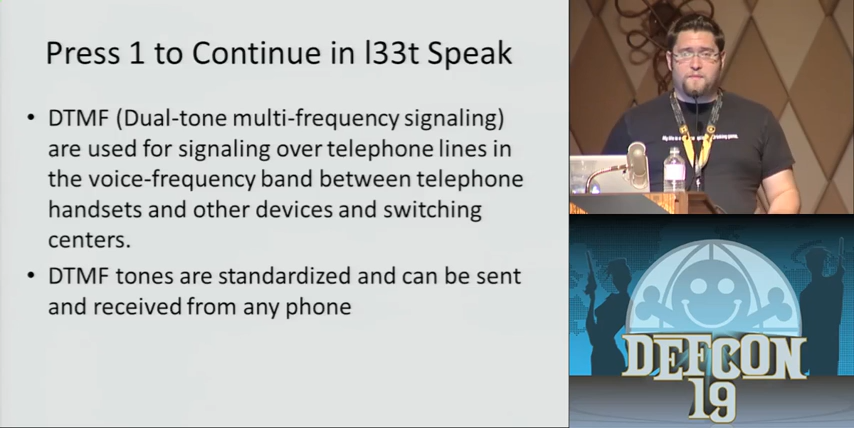 Press 1 to Continue in l33t Speak
• DTMF (Dual-tone multi-frequency signaling)
are used for signaling over telephone lines in
the voice-frequency band between telephone
handsets and other devices and switching
centers.
• DTMF tones are standardized and can be sent
and received from any phone
DEFCON
19